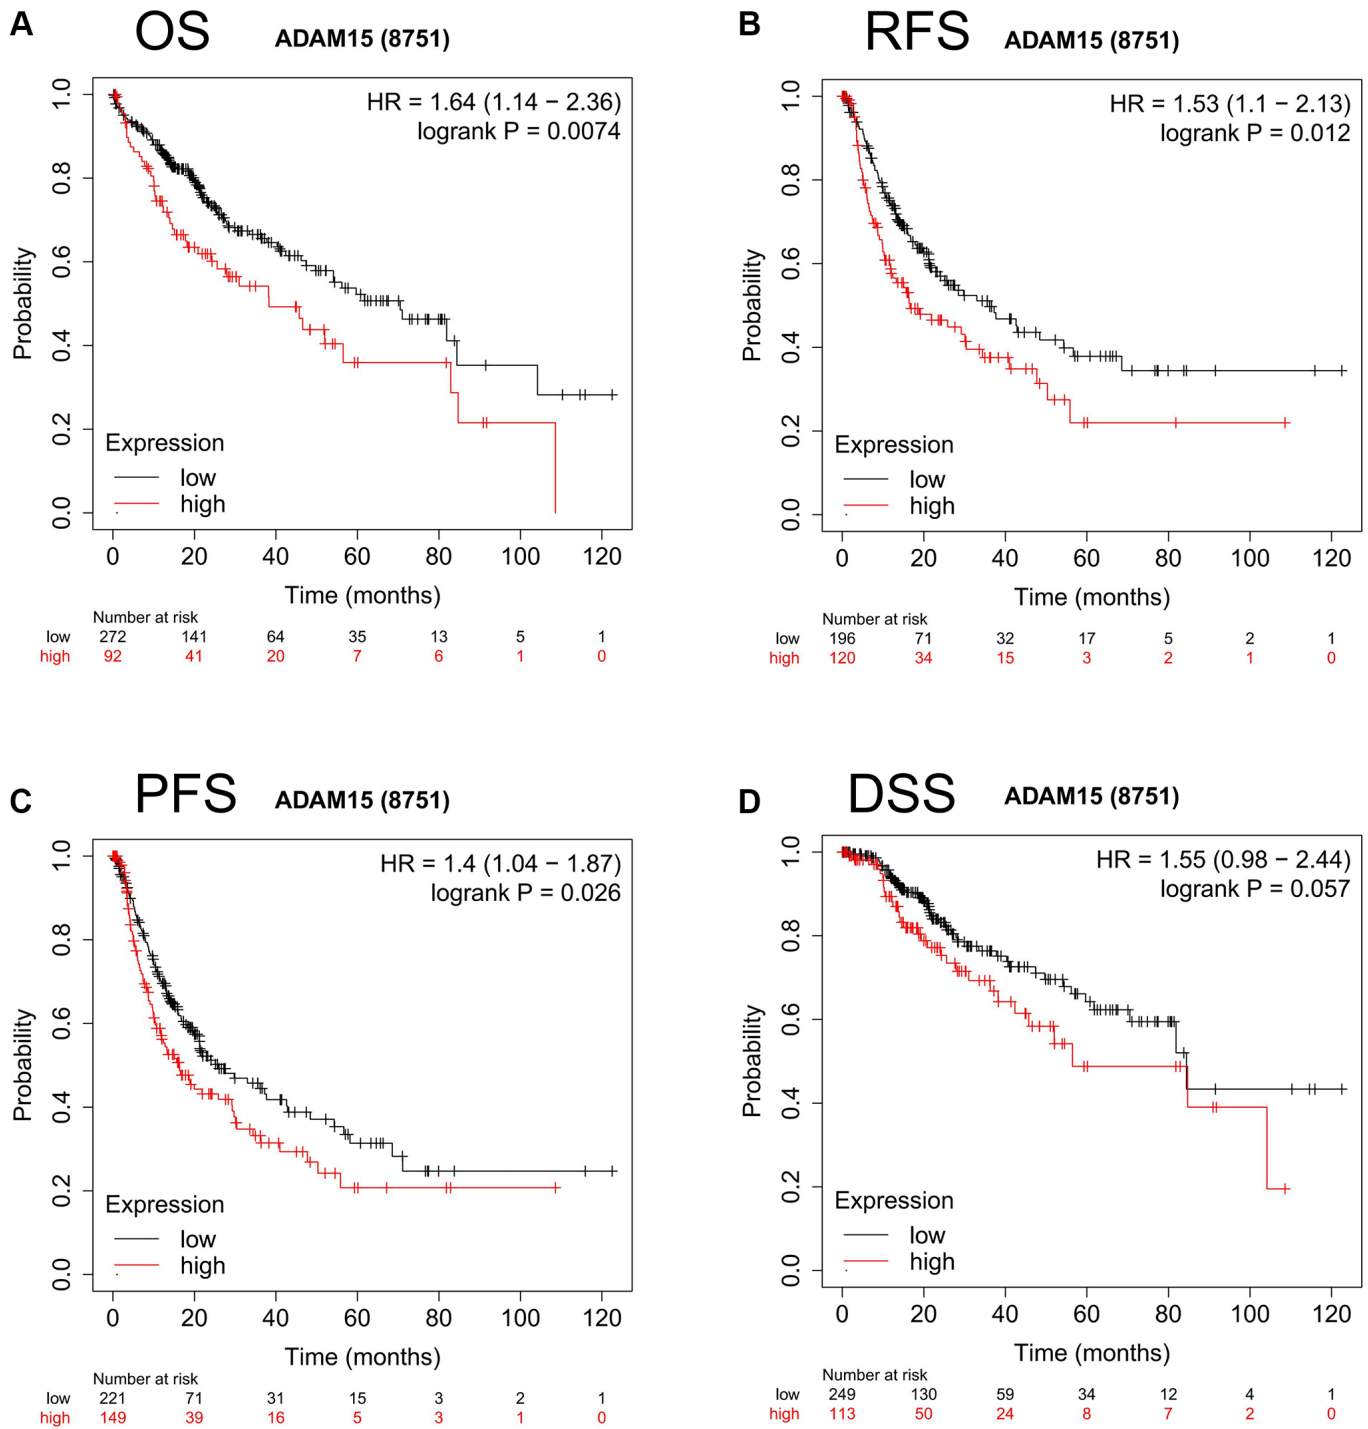 A OS ADAM15 (8751)
HR = 1.64 (1.14 − 2.36)
logrank P = 0.0074
Probability
1.0
0.8
0.6
0.4
0.2
0.0
Expression
low
high
0 20 40 60 80 100 120
Time (months)
Number at risk
low 272 141 64 35 13 5 1
high 92 41 20 7 6 1 0
B RFS ADAM15 (8751)
HR = 1.53 (1.1 − 2.13)
logrank P = 0.012
Probability
1.0
0.8
0.6
0.4
0.2
0.0
Expression
low
high
0 20 40 60 80 100 120
Time (months)
Number at risk
low 196 71 32 17 5 2 1
high 120 34 15 3 2 1 0
C PFS ADAM15 (8751)
HR = 1.4 (1.04 − 1.87)
logrank P = 0.026
Probability
1.0
0.8
0.6
0.4
0.2
0.0
Expression
low
high
0 20 40 60 80 100 120
Time (months)
Number at risk
low 221 71 31 15 3 2 1
high 149 39 16 5 3 1 0
D DSS ADAM15 (8751)
HR = 1.55 (0.98 − 2.44)
logrank P = 0.057
Probability
1.0
0.8
0.6
0.4
0.2
0.0
Expression
low
high
0 20 40 60 80 100 120
Time (months)
Number at risk
low 249 130 59 34 12 4 1
high 113 50 24 8 7 2 0